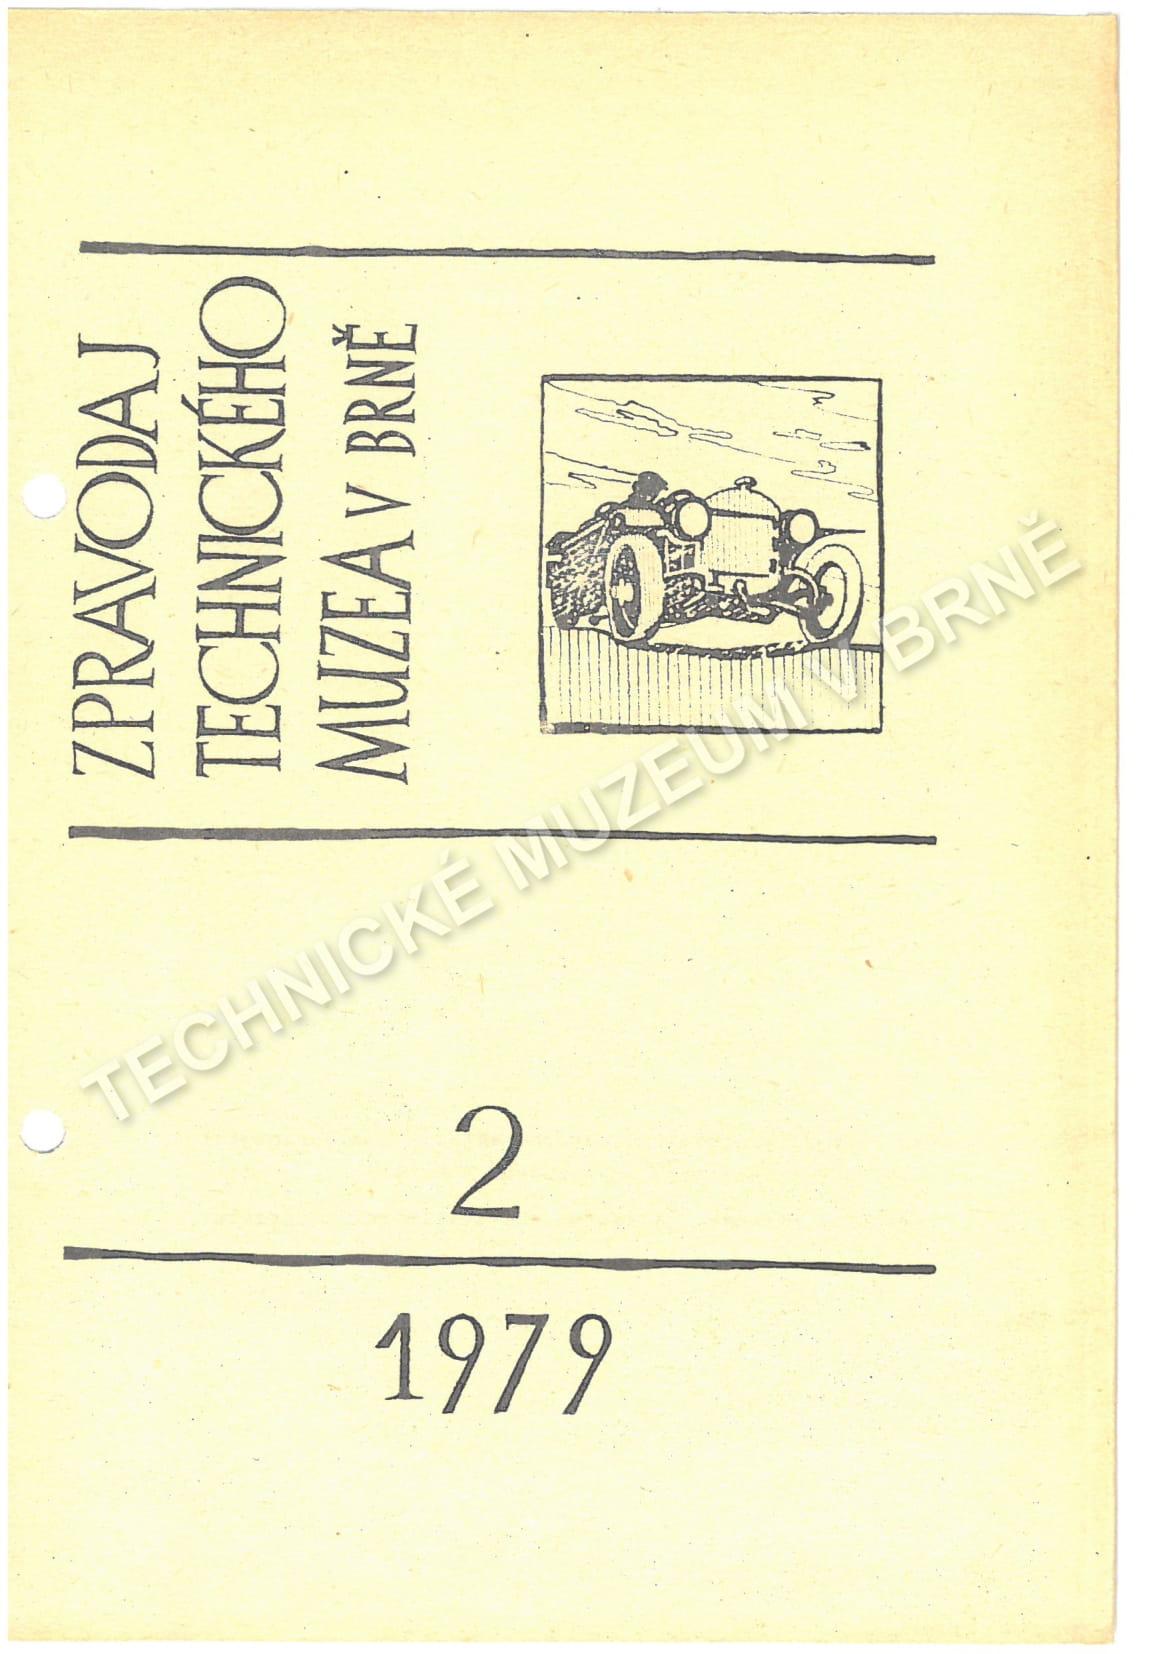 ZPRAVODAJ
TECHNICKÉHO
MUZEA V BRNĚ
TECHNICKÉ MUZEUM V BRNĚ
2
1979